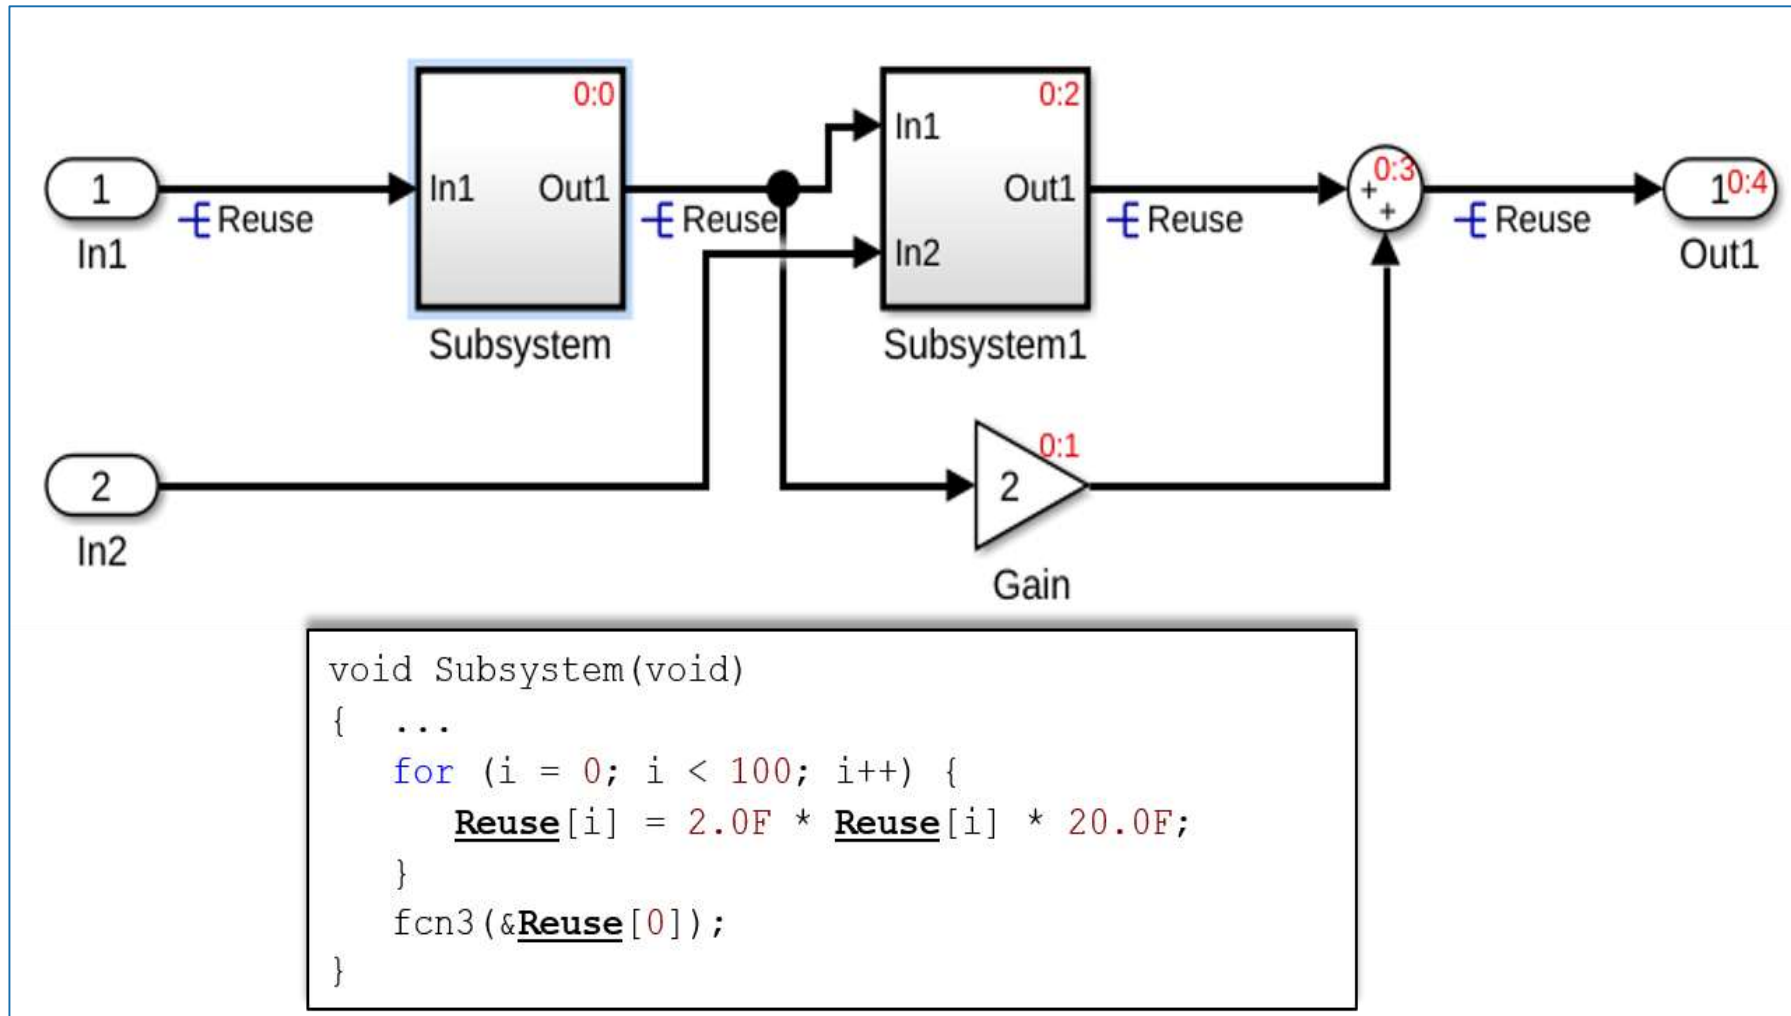 0:0
0:2
In1
1
In1
Out1
Out1
0:3
+
+
1
0:4
Reuse
Reuse
Reuse
Reuse
In1
In2
Out1
Subsystem
Subsystem1
0:1
2
2
In2
Gain
void Subsystem(void)
{ ...
for (i = 0; i < 100; i++) {
Reuse[i] = 2.0F * Reuse[i] * 20.0F;
}
fcn3(&Reuse[0]);
}